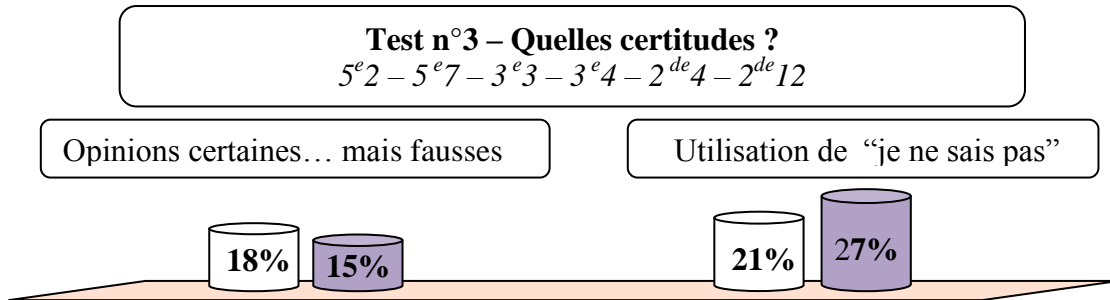 Test n°3 – Quelles certitudes ?
5e2 – 5e7 – 3e3 – 3e4 – 2de4 – 2de12
Opinions certaines… mais fausses
Utilisation de “je ne sais pas”
18%
15%
21%
27%